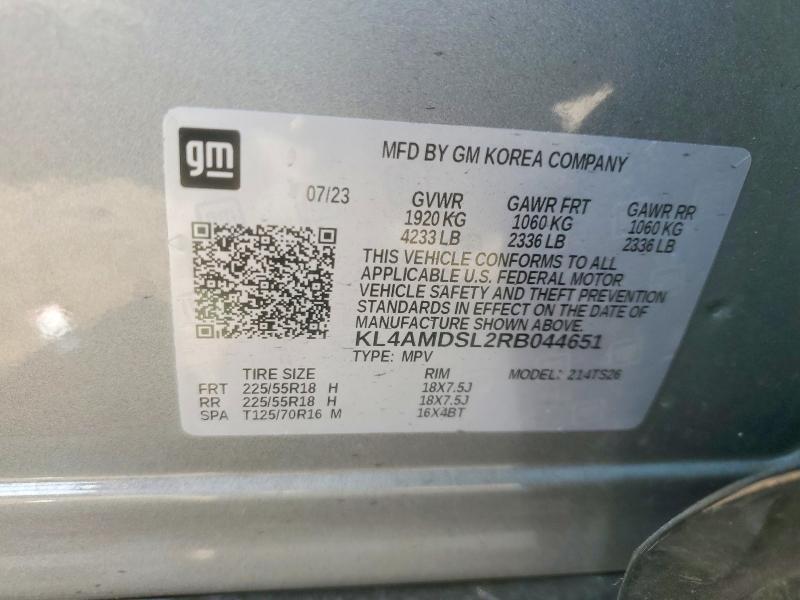 gm
MFD BY GM KOREA COMPANY
07/23 GVWR GAWR FRT GAWR RR
1920 KG 1060 KG 1060 KG
4233 LB 2336 LB 2336 LB
THIS VEHICLE CONFORMS TO ALL
APPLICABLE U.S. FEDERAL MOTOR
VEHICLE SAFETY AND THEFT PREVENTION
STANDARDS IN EFFECT ON THE DATE OF
MANUFACTURE SHOWN ABOVE.
KL4AMDSL2RB044651
TYPE: MPV
TIRE SIZE RIM MODEL: 214TS26
FRT 225/55R18 H 18X7.5J
RR 225/55R18 H 18X7.5J
SPA T125/70R16 M 16X4BT